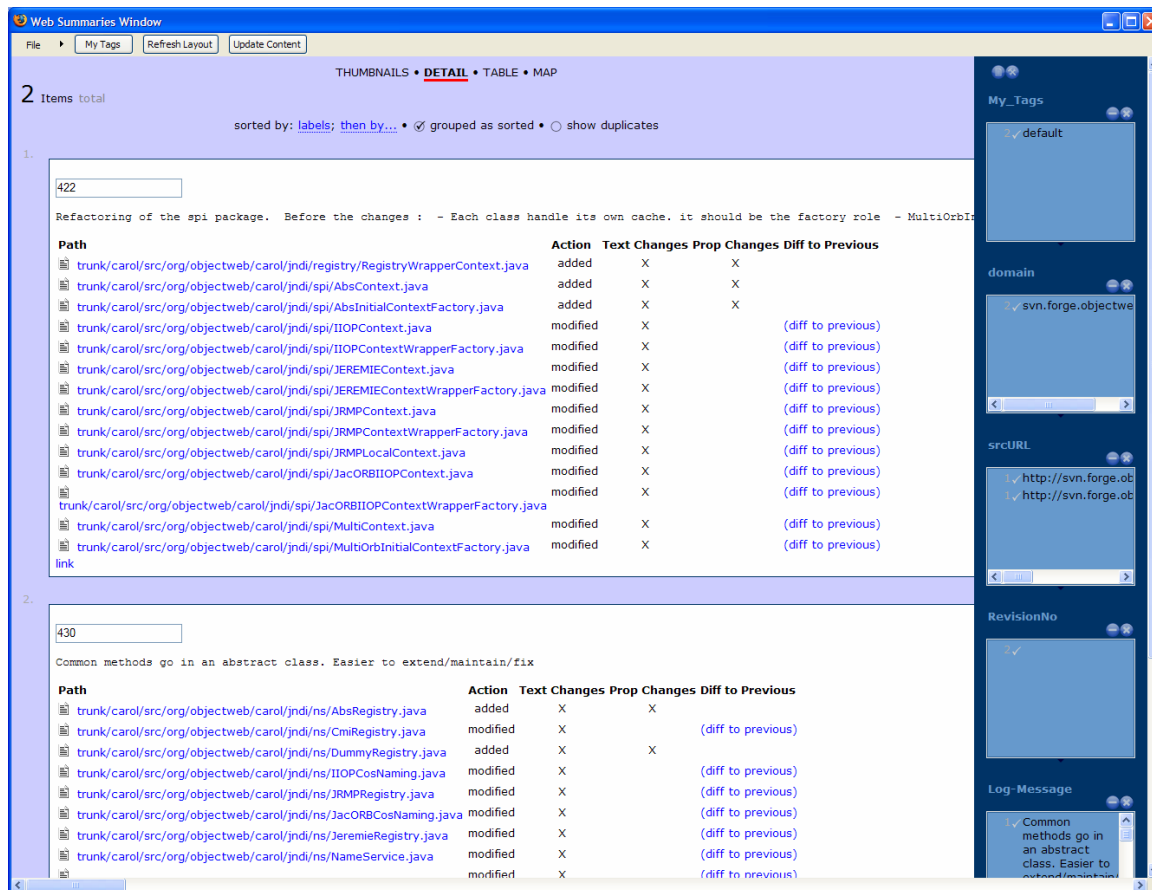 Web Summaries Window
File My Tags Refresh Layout Update Content
THUMBNAILS • DETAIL • TABLE • MAP
2 Items total
sorted by: labels; then by... • grouped as sorted • show duplicates
1.
422
Refactoring of the spi package. Before the changes : - Each class handle its own cache. it should be the factory role - MultiOrbIn
Path Action Text Changes Prop Changes Diff to Previous
trunk/carol/src/org/objectweb/carol/jndi/registry/RegistryWrapperContext.java added X X
trunk/carol/src/org/objectweb/carol/jndi/spi/AbsContext.java added X X
trunk/carol/src/org/objectweb/carol/jndi/spi/AbsInitialContextFactory.java added X X
trunk/carol/src/org/objectweb/carol/jndi/spi/IIOPContext.java modified X (diff to previous)
trunk/carol/src/org/objectweb/carol/jndi/spi/IIOPContextWrapperFactory.java modified X (diff to previous)
trunk/carol/src/org/objectweb/carol/jndi/spi/JEREMIEContext.java modified X (diff to previous)
trunk/carol/src/org/objectweb/carol/jndi/spi/JEREMIEContextWrapperFactory.java modified X (diff to previous)
trunk/carol/src/org/objectweb/carol/jndi/spi/JRMPContext.java modified X (diff to previous)
trunk/carol/src/org/objectweb/carol/jndi/spi/JRMPContextWrapperFactory.java modified X (diff to previous)
trunk/carol/src/org/objectweb/carol/jndi/spi/JRMPLocalContext.java modified X (diff to previous)
trunk/carol/src/org/objectweb/carol/jndi/spi/JacORBIIOPContext.java modified X (diff to previous)
modified X (diff to previous)
trunk/carol/src/org/objectweb/carol/jndi/spi/JacORBIIOPContextWrapperFactory.java
trunk/carol/src/org/objectweb/carol/jndi/spi/MultiContext.java modified X (diff to previous)
trunk/carol/src/org/objectweb/carol/jndi/spi/MultiOrbInitialContextFactory.java modified X (diff to previous)
link
2.
430
Common methods go in an abstract class. Easier to extend/maintain/fix
Path Action Text Changes Prop Changes Diff to Previous
trunk/carol/src/org/objectweb/carol/jndi/ns/AbsRegistry.java added X X
trunk/carol/src/org/objectweb/carol/jndi/ns/CmiRegistry.java modified X (diff to previous)
trunk/carol/src/org/objectweb/carol/jndi/ns/DummyRegistry.java added X X
trunk/carol/src/org/objectweb/carol/jndi/ns/IIOPCosNaming.java modified X (diff to previous)
trunk/carol/src/org/objectweb/carol/jndi/ns/JRMPRegistry.java modified X (diff to previous)
trunk/carol/src/org/objectweb/carol/jndi/ns/JacORBCosNaming.java modified X (diff to previous)
trunk/carol/src/org/objectweb/carol/jndi/ns/JeremieRegistry.java modified X (diff to previous)
trunk/carol/src/org/objectweb/carol/jndi/ns/NameService.java modified X (diff to previous)
modified X (diff to previous)
My_Tags
2 default
domain
2 svn.forge.objectwe
srcURL
1 http://svn.forge.ob
1 http://svn.forge.ob
RevisionNo
2
Log-Message
1 Common
methods go in
an abstract
class. Easier to
extend/maintain/